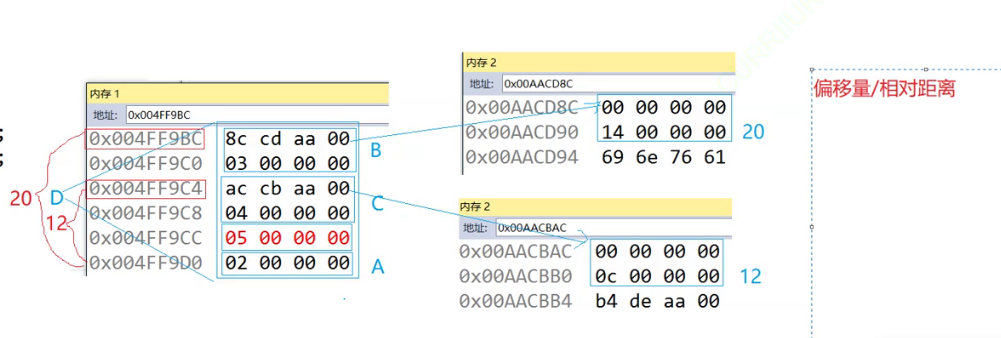 内存 1
地址: 0x004FF9BC
0x004FF9BC 8c cd aa 00
0x004FF9C0 03 00 00 00
0x004FF9C4 ac cb aa 00
0x004FF9C8 04 00 00 00
0x004FF9CC 05 00 00 00
0x004FF9D0 02 00 00 00
;
;
20
12
D
B
C
A
内存 2
地址: 0x00AACD8C
0x00AACD8C 00 00 00 00
0x00AACD90 14 00 00 00
0x00AACD94 69 6e 76 61
20
内存 2
地址: 0x00AACBAC
0x00AACBAC 00 00 00 00
0x00AACBB0 0c 00 00 00
0x00AACBB4 b4 de aa 00
12
偏移量/相对距离